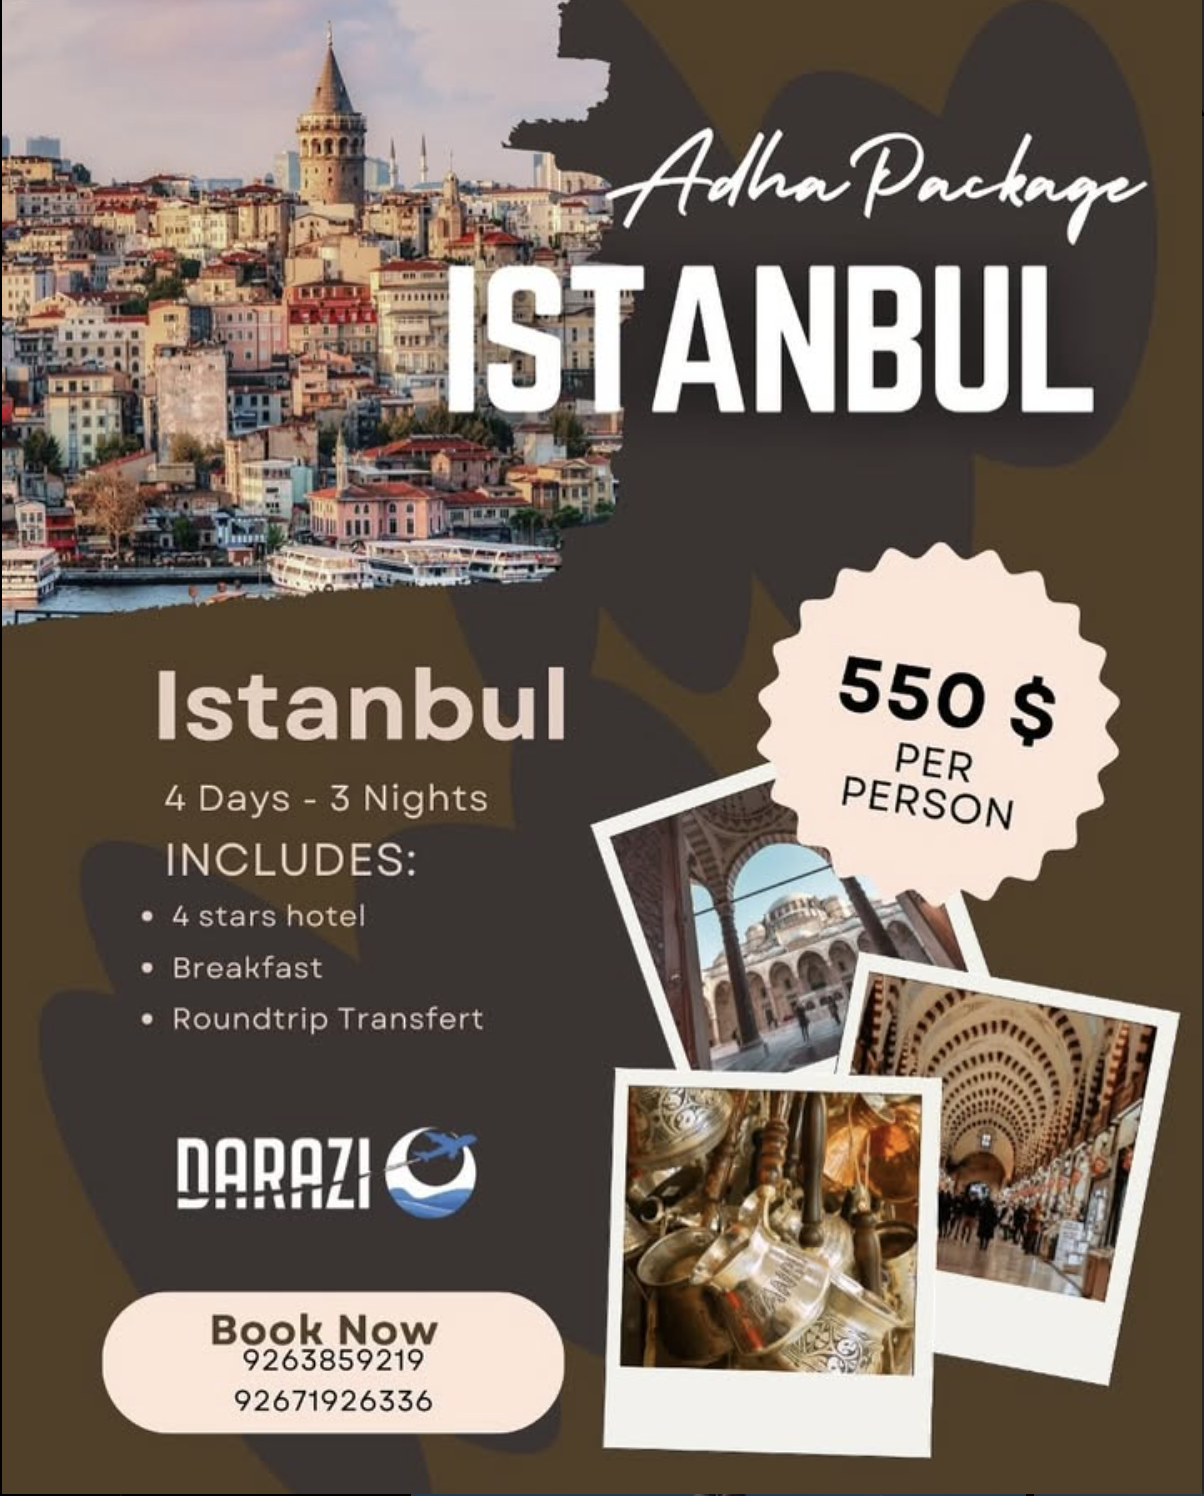 Adha Package
ISTANBUL
550 $
PER
PERSON
Istanbul
4 Days - 3 Nights
INCLUDES:
• 4 stars hotel
• Breakfast
• Roundtrip Transfert
DARAZI
Book Now
9263859219
92671926336